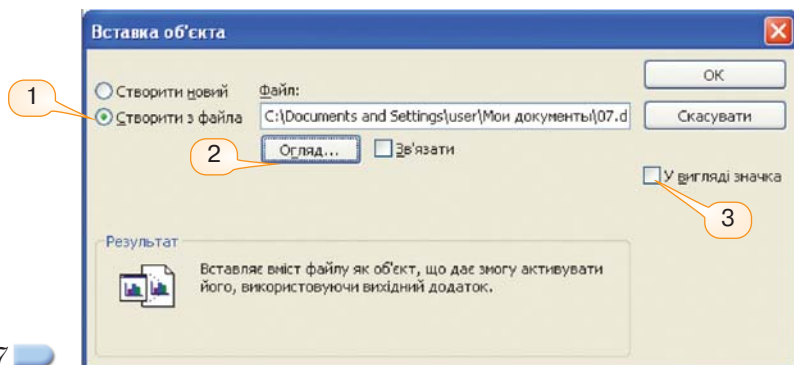 Вставка об'єкта
1
Створити новий
Файл:
ОК
Створити з файла
C:\Documents and Settings\user\Мои документы\07.d
Скасувати
2
Огляд...
Зв'язати
У вигляді значка
3
Результат
Вставляє вміст файлу як об'єкт, що дає змогу активувати
його, використовуючи вихідний додаток.
7